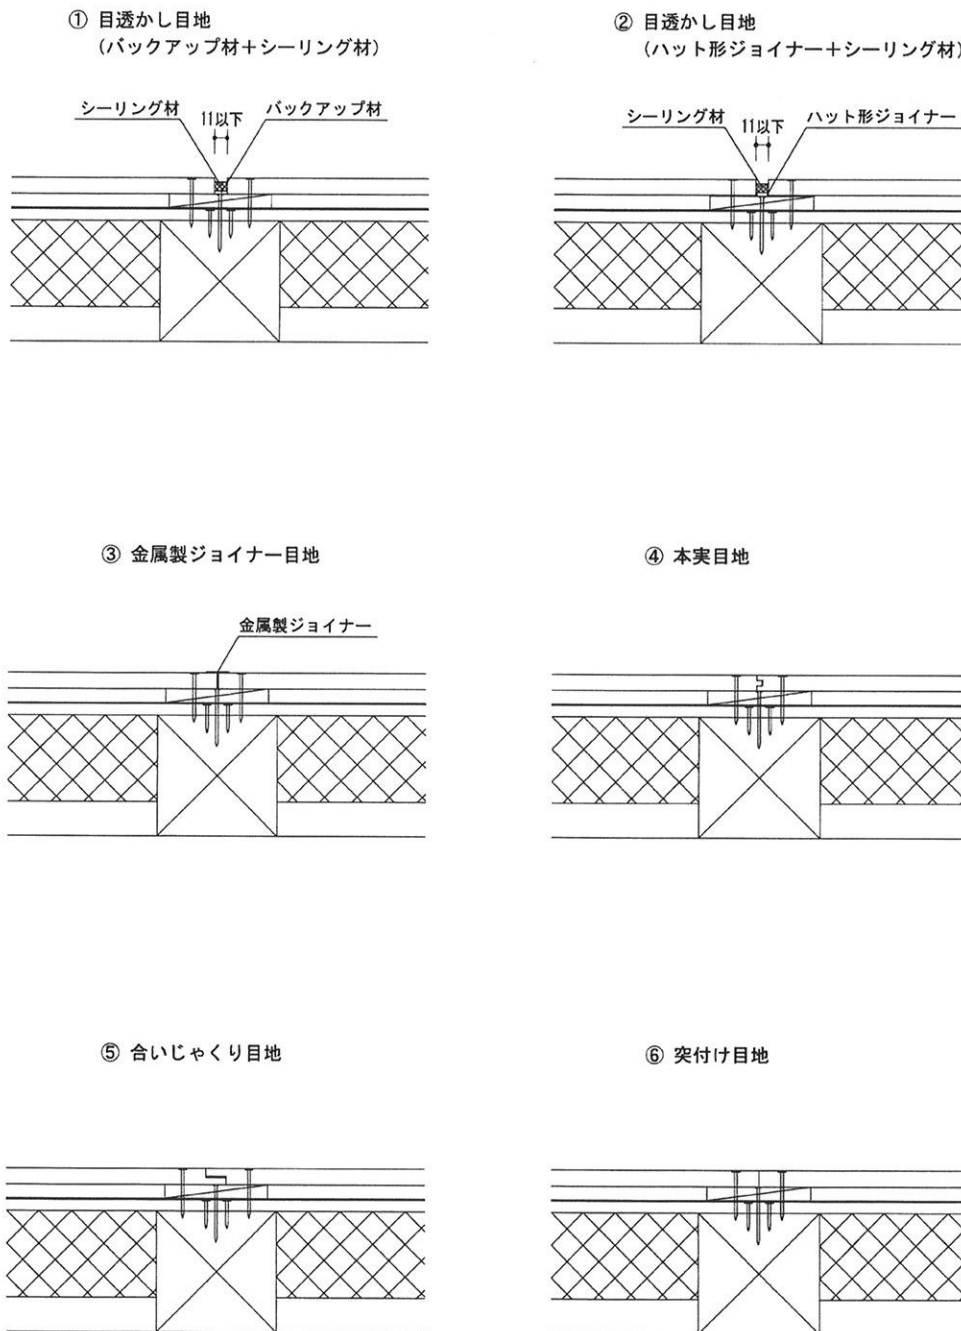 ① 目透かし目地
（バックアップ材＋シーリング材）
シーリング材
11以下
バックアップ材
② 目透かし目地
（ハット形ジョイナー＋シーリング材）
シーリング材
11以下
ハット形ジョイナー
③ 金属製ジョイナー目地
金属製ジョイナー
④ 本実目地
⑤ 合いじゃくり目地
⑥ 突付け目地